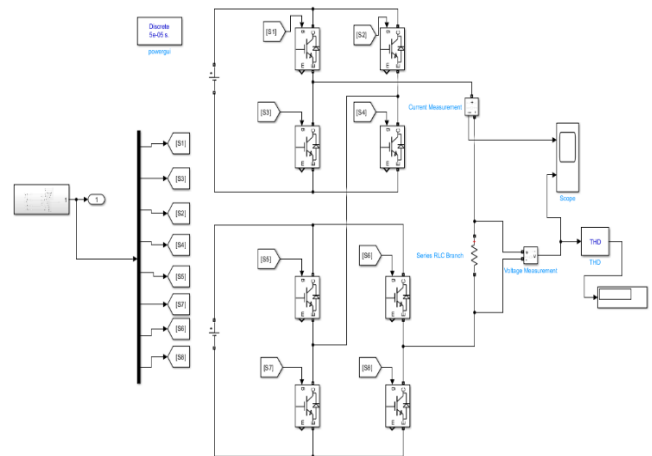 Discrete
5e-05 s.
powergui
[S1]
[S2]
g
C
m
E
g
C
m
E
[S3]
[S4]
g
C
m
E
g
C
m
E
Current Measurement
+
i
-
[S1]
[S3]
[S2]
[S4]
[S5]
[S7]
[S6]
[S8]
1
1
Scope
[S5]
[S6]
g
C
m
E
g
C
m
E
Series RLC Branch
+
v
-
Voltage Measurement
THD
THD
[S7]
[S8]
g
C
m
E
g
C
m
E